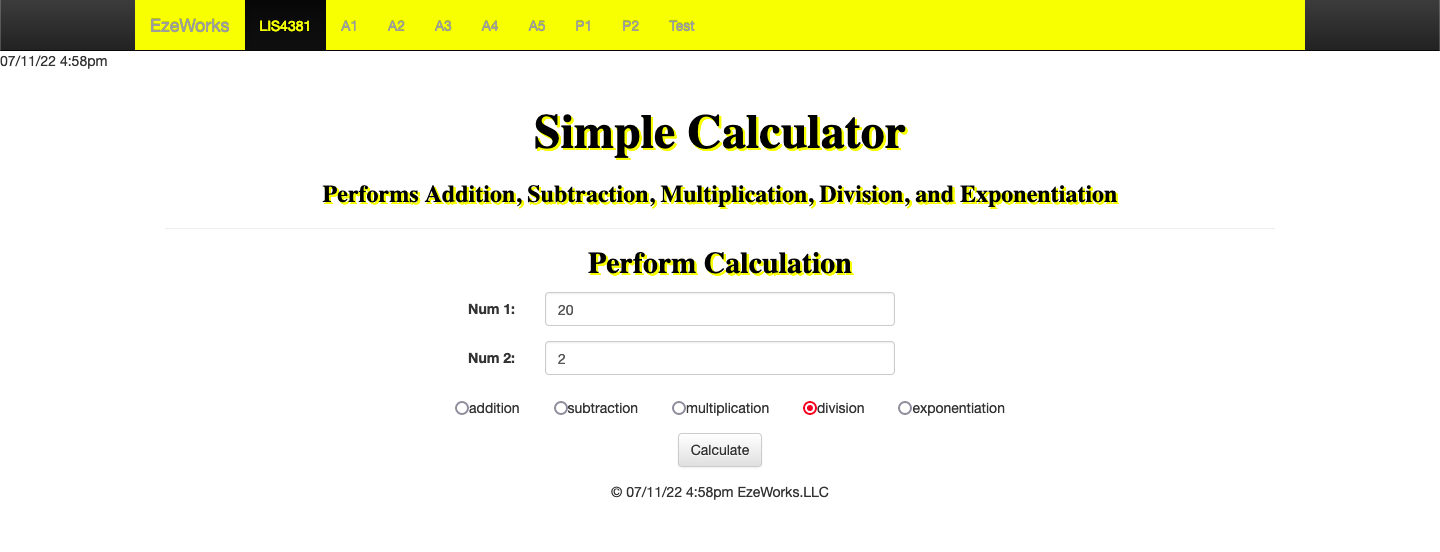 EzeWorks LIS4381 A1 A2 A3 A4 A5 P1 P2 Test
07/11/22 4:58pm
Simple Calculator
Performs Addition, Subtraction, Multiplication, Division, and Exponentiation
Perform Calculation
Num 1: 20
Num 2: 2
addition subtraction multiplication division exponentiation
Calculate
© 07/11/22 4:58pm EzeWorks.LLC